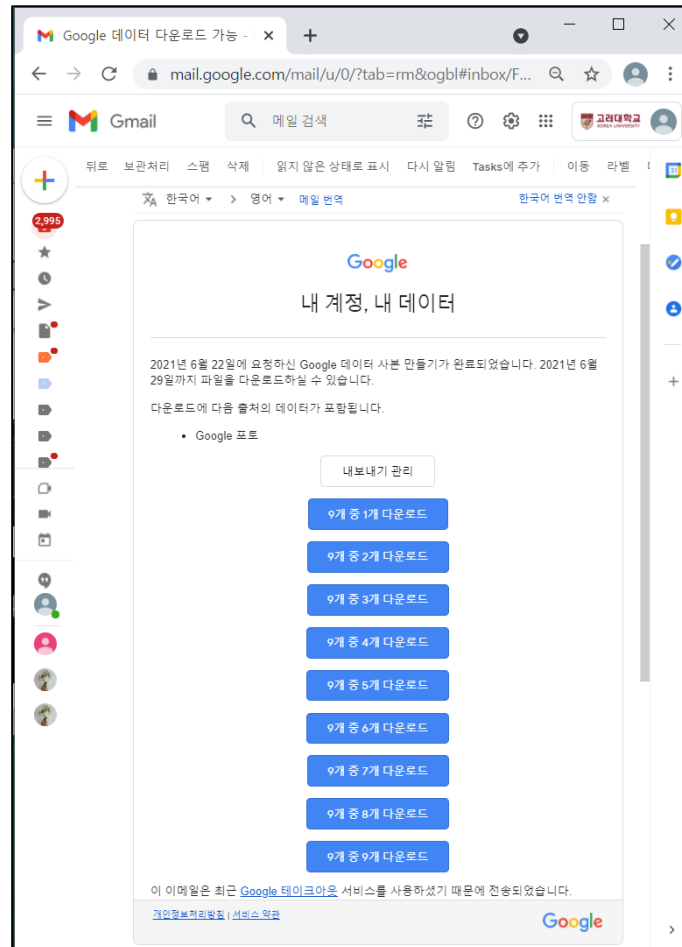 Google 데이터 다운로드 가능 -
mail.google.com/mail/u/0/?tab=rm&ogbl#inbox/F...
Gmail
메일 검색
고려대학교
KOREA UNIVERSITY
뒤로 보관처리 스팸 삭제 읽지 않은 상태로 표시 다시 알림 Tasks에 추가 이동 라벨
한국어 영어 메일 번역 한국어 번역 안함 ×
2,995
31
Google
내 계정, 내 데이터
2021년 6월 22일에 요청하신 Google 데이터 사본 만들기가 완료되었습니다. 2021년 6월
29일까지 파일을 다운로드하실 수 있습니다.
다운로드에 다음 출처의 데이터가 포함됩니다.
• Google 포토
내보내기 관리
9개 중 1개 다운로드
9개 중 2개 다운로드
9개 중 3개 다운로드
9개 중 4개 다운로드
9개 중 5개 다운로드
9개 중 6개 다운로드
9개 중 7개 다운로드
9개 중 8개 다운로드
9개 중 9개 다운로드
이 이메일은 최근 Google 테이크아웃 서비스를 사용하셨기 때문에 전송되었습니다.
개인정보처리방침 | 서비스 약관
Google